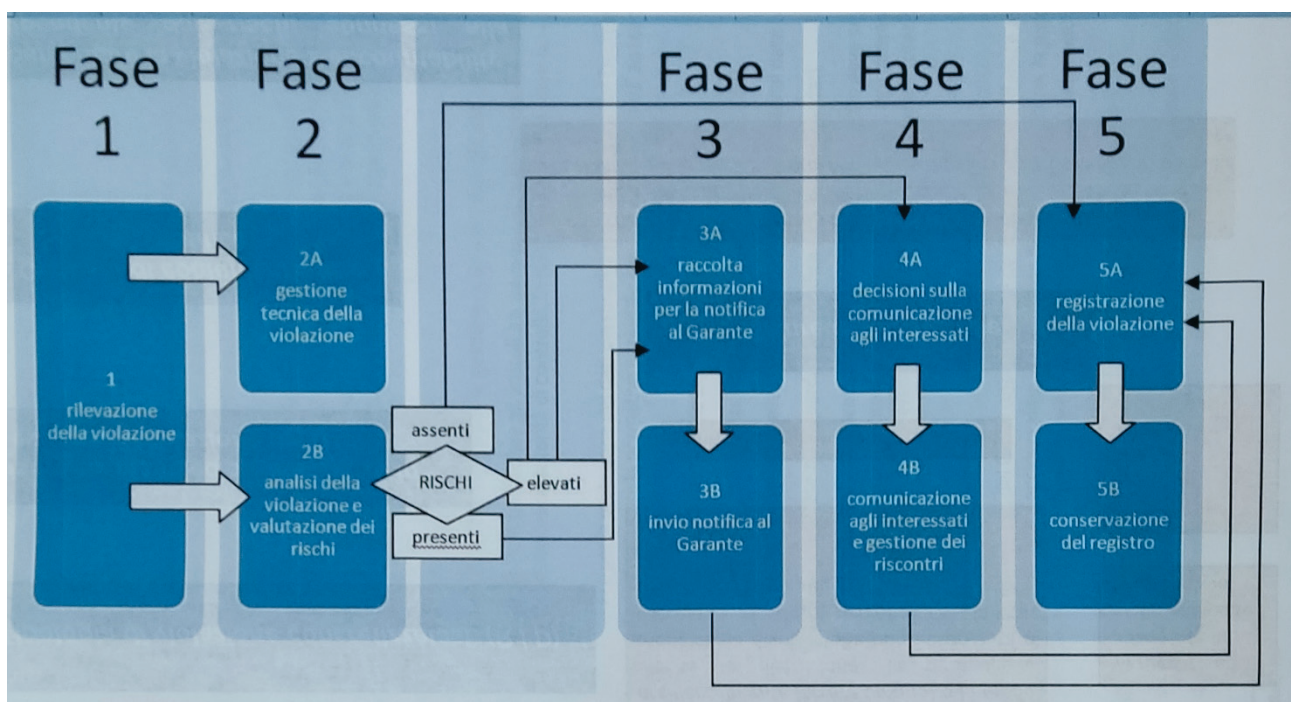 Fase
1
Fase
2
Fase
3
Fase
4
Fase
5
1
rilevazione
della violazione
2A
gestione
tecnica della
violazione
2B
analisi della
violazione e
valutazione dei
rischi
assenti
RISCHI
elevati
presenti
3A
raccolta
informazioni
per la notifica
al Garante
3B
invio notifica al
Garante
4A
decisioni sulla
comunicazione
agli interessati
4B
comunicazione
agli interessati
e gestione dei
riscontri
5A
registrazione
della violazione
5B
conservazione
del registro